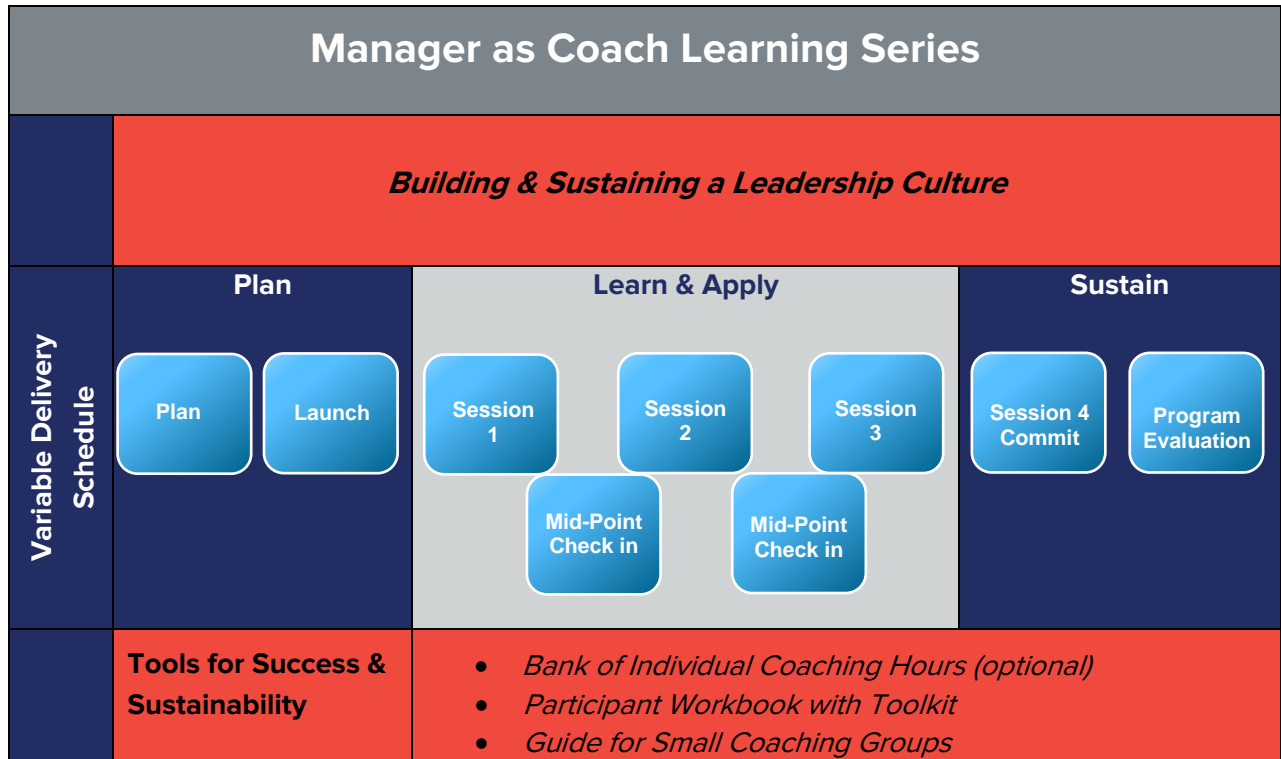 Manager as Coach Learning Series
Building & Sustaining a Leadership Culture
Variable Delivery
Schedule
Plan
Plan
Launch
Learn & Apply
Session
1
Session
2
Session
3
Mid-Point
Check in
Mid-Point
Check in
Sustain
Session 4
Commit
Program
Evaluation
Tools for Success &
Sustainability
• Bank of Individual Coaching Hours (optional)
• Participant Workbook with Toolkit
• Guide for Small Coaching Groups